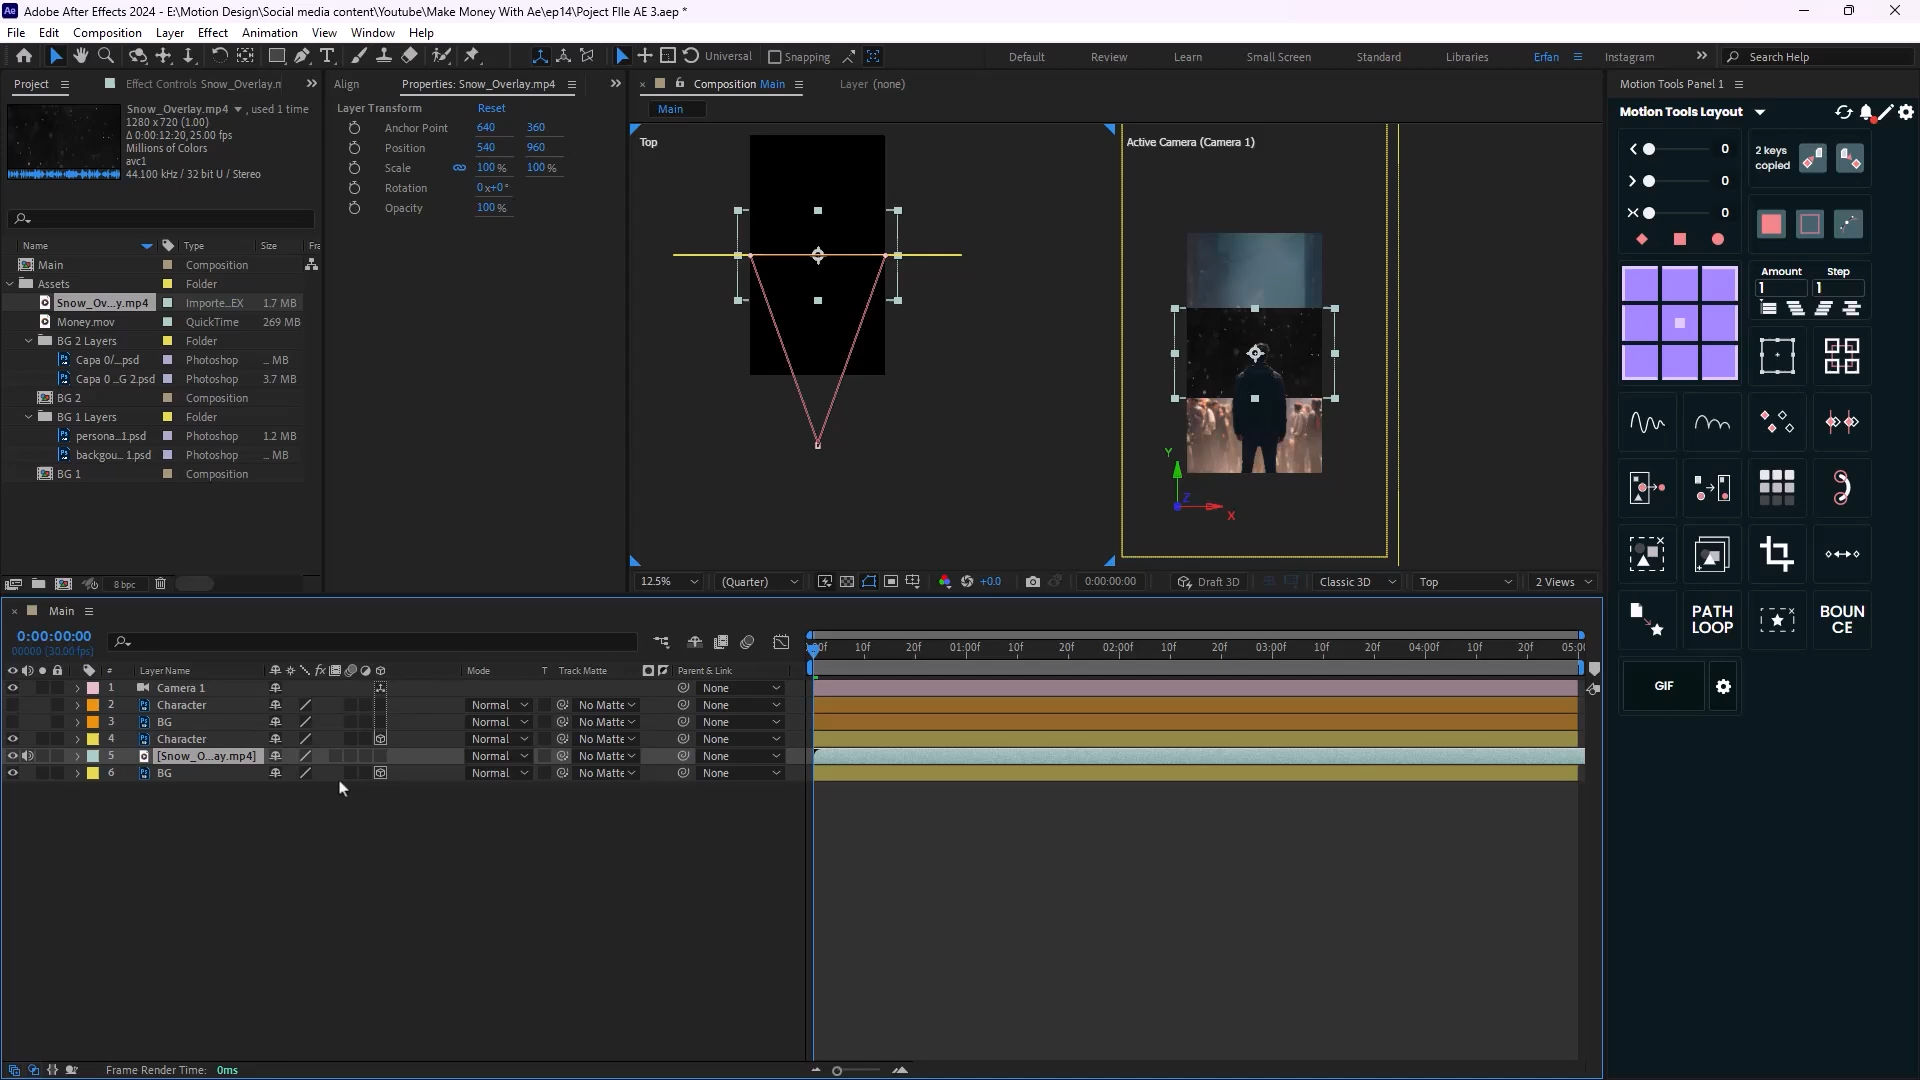 Adobe After Effects 2024 - E:\Motion Design\Social media content\Youtube\Make Money With Ae\ep14\Poject FIle AE 3.aep *
File Edit Composition Layer Effect Animation View Window Help
Universal Snapping Default Review Learn Small Screen Standard Libraries Erfan Instagram Search Help
Project Effect Controls Snow_Overlay.n Align Properties: Snow_Overlay.mp4 Composition Main Layer (none) Motion Tools Panel 1
Snow_Overlay.mp4 , used 1 time
1280 x 720 (1.00)
Δ 0:00:12:20, 25.00 fps
Millions of Colors
avc1
44.100 kHz / 32 bit U / Stereo
Layer Transform Reset
Anchor Point 640 360
Position 540 960
Scale 100 % 100 %
Rotation 0x+0°
Opacity 100 %
Main
Top
Active Camera (Camera 1)
Y
Z
X
Motion Tools Layout
0
0
0
2 keys
copied
Amount Step
1 1
PATH
LOOP
BOUN
CE
GIF
Name Type Size Fra
Main Composition
Assets Folder
Snow_Ov...y.mp4 Importe...EX 1.7 MB
Money.mov QuickTime 269 MB
BG 2 Layers Folder
Capa 0/...psd Photoshop ... MB
Capa 0 ...G 2.psd Photoshop 3.7 MB
BG 2 Composition
BG 1 Layers Folder
persona...1.psd Photoshop 1.2 MB
backgou... 1.psd Photoshop ... MB
BG 1 Composition
8 bpc
12.5% (Quarter) +0.0 0:00:00:00 Draft 3D Classic 3D Top 2 Views
Main
0:00:00:00
00000 (30.00 fps)
:00f 10f 20f 01:00f 10f 20f 02:00f 10f 20f 03:00f 10f 20f 04:00f 10f 20f 05:00
# Layer Name fx Mode T Track Matte Parent & Link
1 Camera 1 None
2 Character Normal No Matte None
3 BG Normal No Matte None
4 Character Normal No Matte None
5 [Snow_O...ay.mp4] Normal No Matte None
6 BG Normal No Matte None
Frame Render Time: 0ms